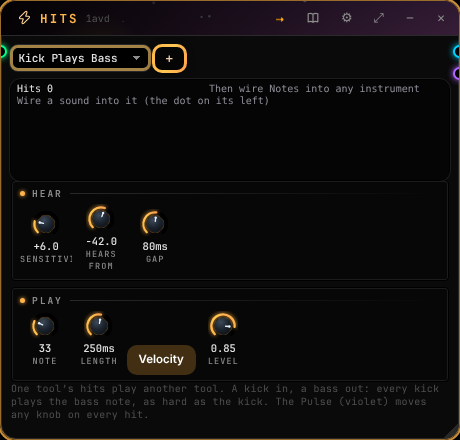 HITS 1avd
Kick Plays Bass +
Hits 0 Then wire Notes into any instrument
Wire a sound into it (the dot on its left)
HEAR
+6.0 -42.0 80ms
SENSITIVI HEARS FROM GAP
PLAY
33 250ms Velocity 0.85
NOTE LENGTH LEVEL
One tool's hits play another tool. A kick in, a bass out: every kick
plays the bass note, as hard as the kick. The Pulse (violet) moves
any knob on every hit.